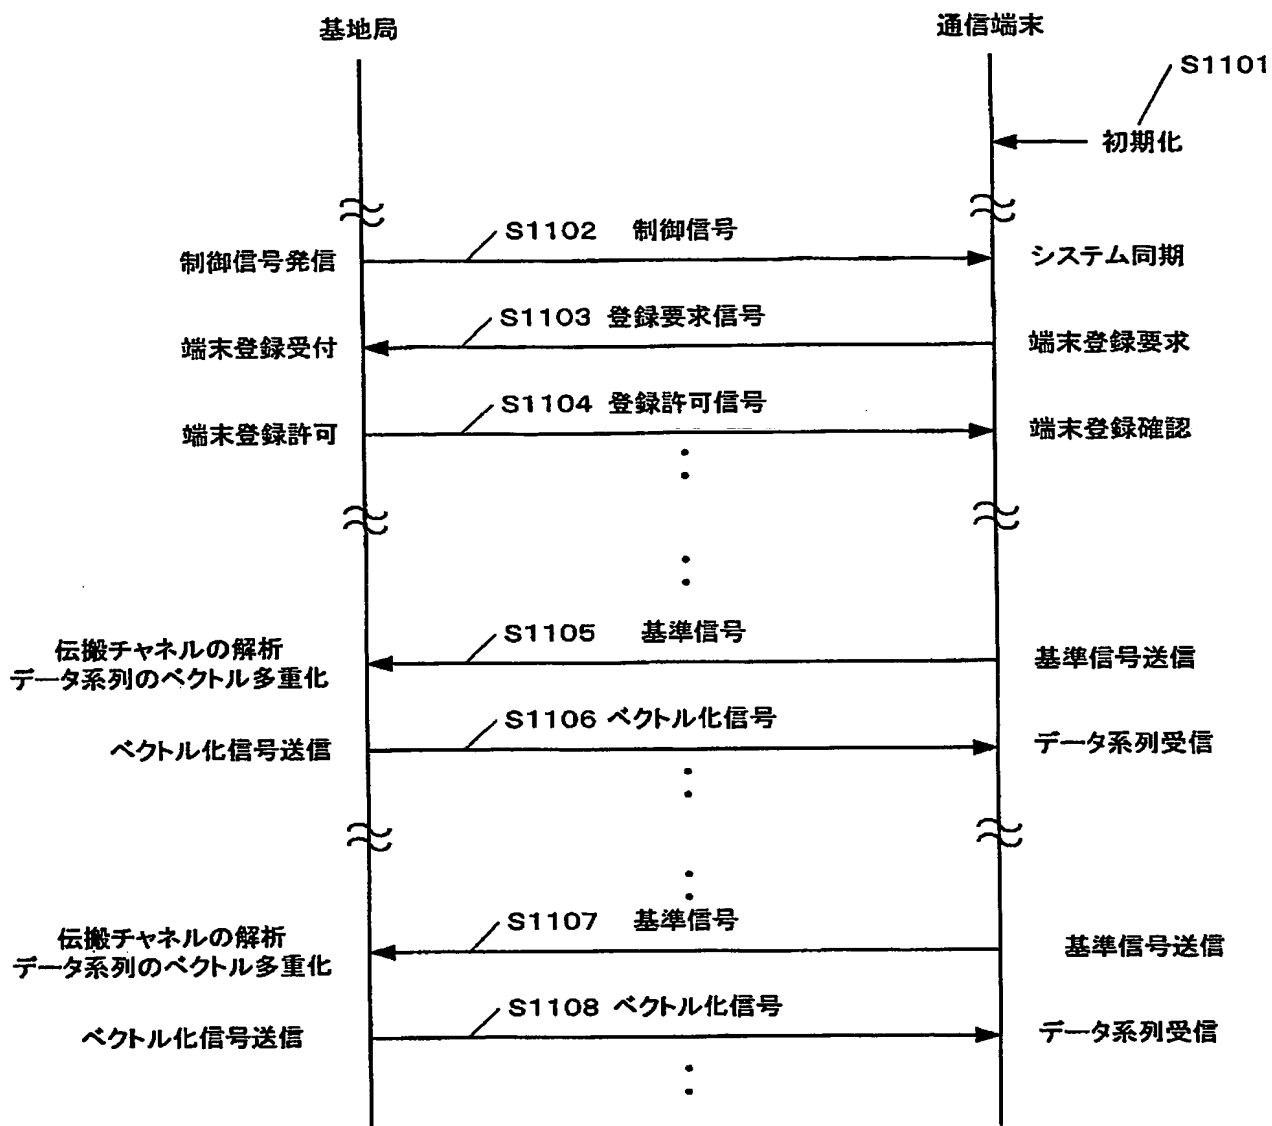 基地局
通信端末
S1101
初期化
S1102 制御信号
制御信号発信
システム同期
S1103 登録要求信号
端末登録受付
端末登録要求
S1104 登録許可信号
端末登録許可
端末登録確認
S1105 基準信号
伝搬チャネルの解析
データ系列のベクトル多重化
基準信号送信
S1106 ベクトル化信号
ベクトル化信号送信
データ系列受信
S1107 基準信号
伝搬チャネルの解析
データ系列のベクトル多重化
基準信号送信
S1108 ベクトル化信号
ベクトル化信号送信
データ系列受信